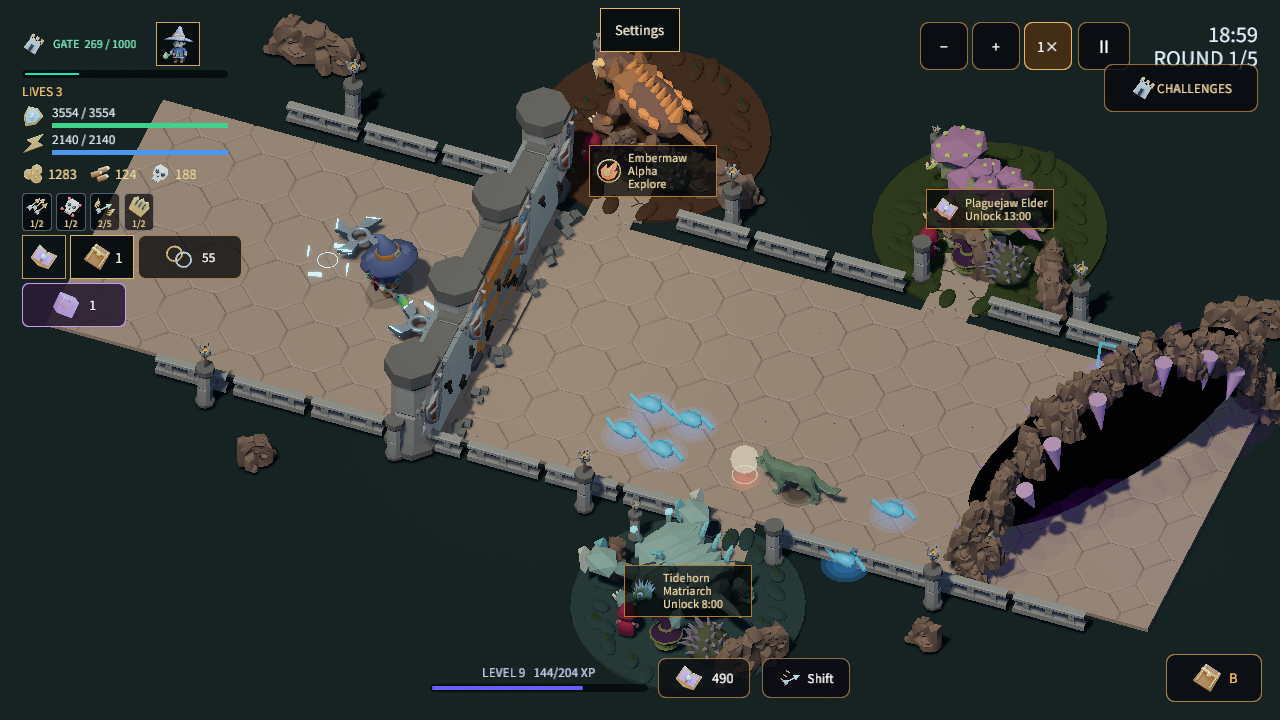 Settings
GATE 269 / 1000
LIVES 3
3554 / 3554
2140 / 2140
1283
124
188
1/2
1/2
2/5
1/2
1
55
1
−
+
1×
18:59
ROUND 1/5
CHALLENGES
Embermaw
Alpha
Explore
Plaguejaw Elder
Unlock 13:00
Tidehorn
Matriarch
Unlock 8:00
LEVEL 9 144/204 XP
490
Shift
B